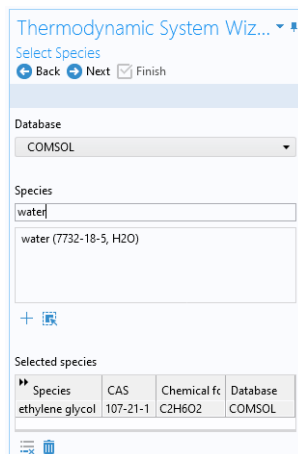 Thermodynamic System Wiz...
Select Species
Back Next Finish
Database
COMSOL
Species
water
water (7732-18-5, H2O)
Selected species
Species CAS Chemical fc Database
ethylene glycol 107-21-1 C2H6O2 COMSOL